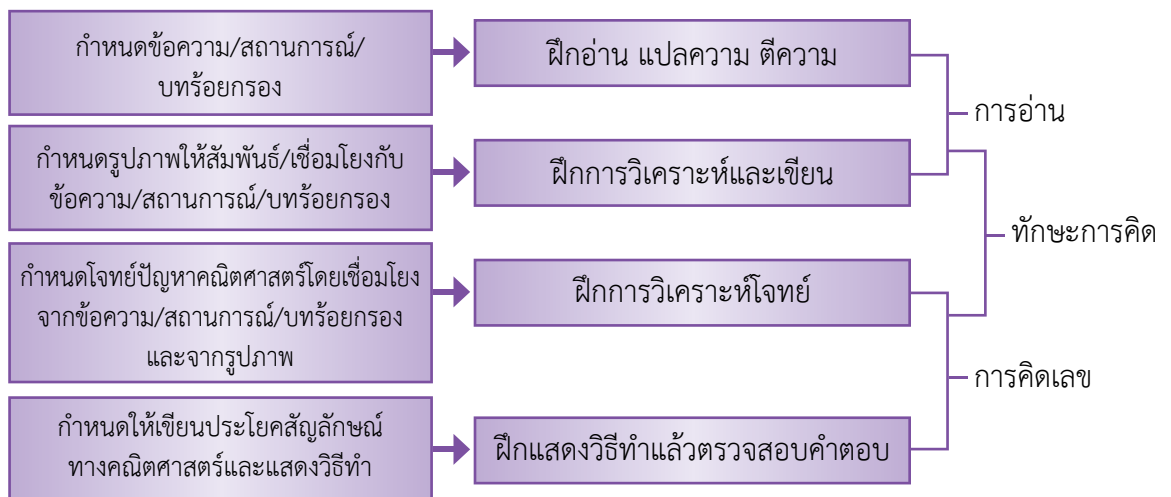 กำหนดข้อความ/สถานการณ์/
บทร้อยกรอง
ฝึกอ่าน แปลความ ตีความ
การอ่าน
กำหนดรูปภาพให้สัมพันธ์/เชื่อมโยงกับ
ข้อความ/สถานการณ์/บทร้อยกรอง
ฝึกการวิเคราะห์และเขียน
ทักษะการคิด
กำหนดโจทย์ปัญหาคณิตศาสตร์โดยเชื่อมโยง
จากข้อความ/สถานการณ์/บทร้อยกรอง
และจากรูปภาพ
ฝึกการวิเคราะห์โจทย์
การคิดเลข
กำหนดให้เขียนประโยคสัญลักษณ์
ทางคณิตศาสตร์และแสดงวิธีทำ
ฝึกแสดงวิธีทำแล้วตรวจสอบคำตอบ